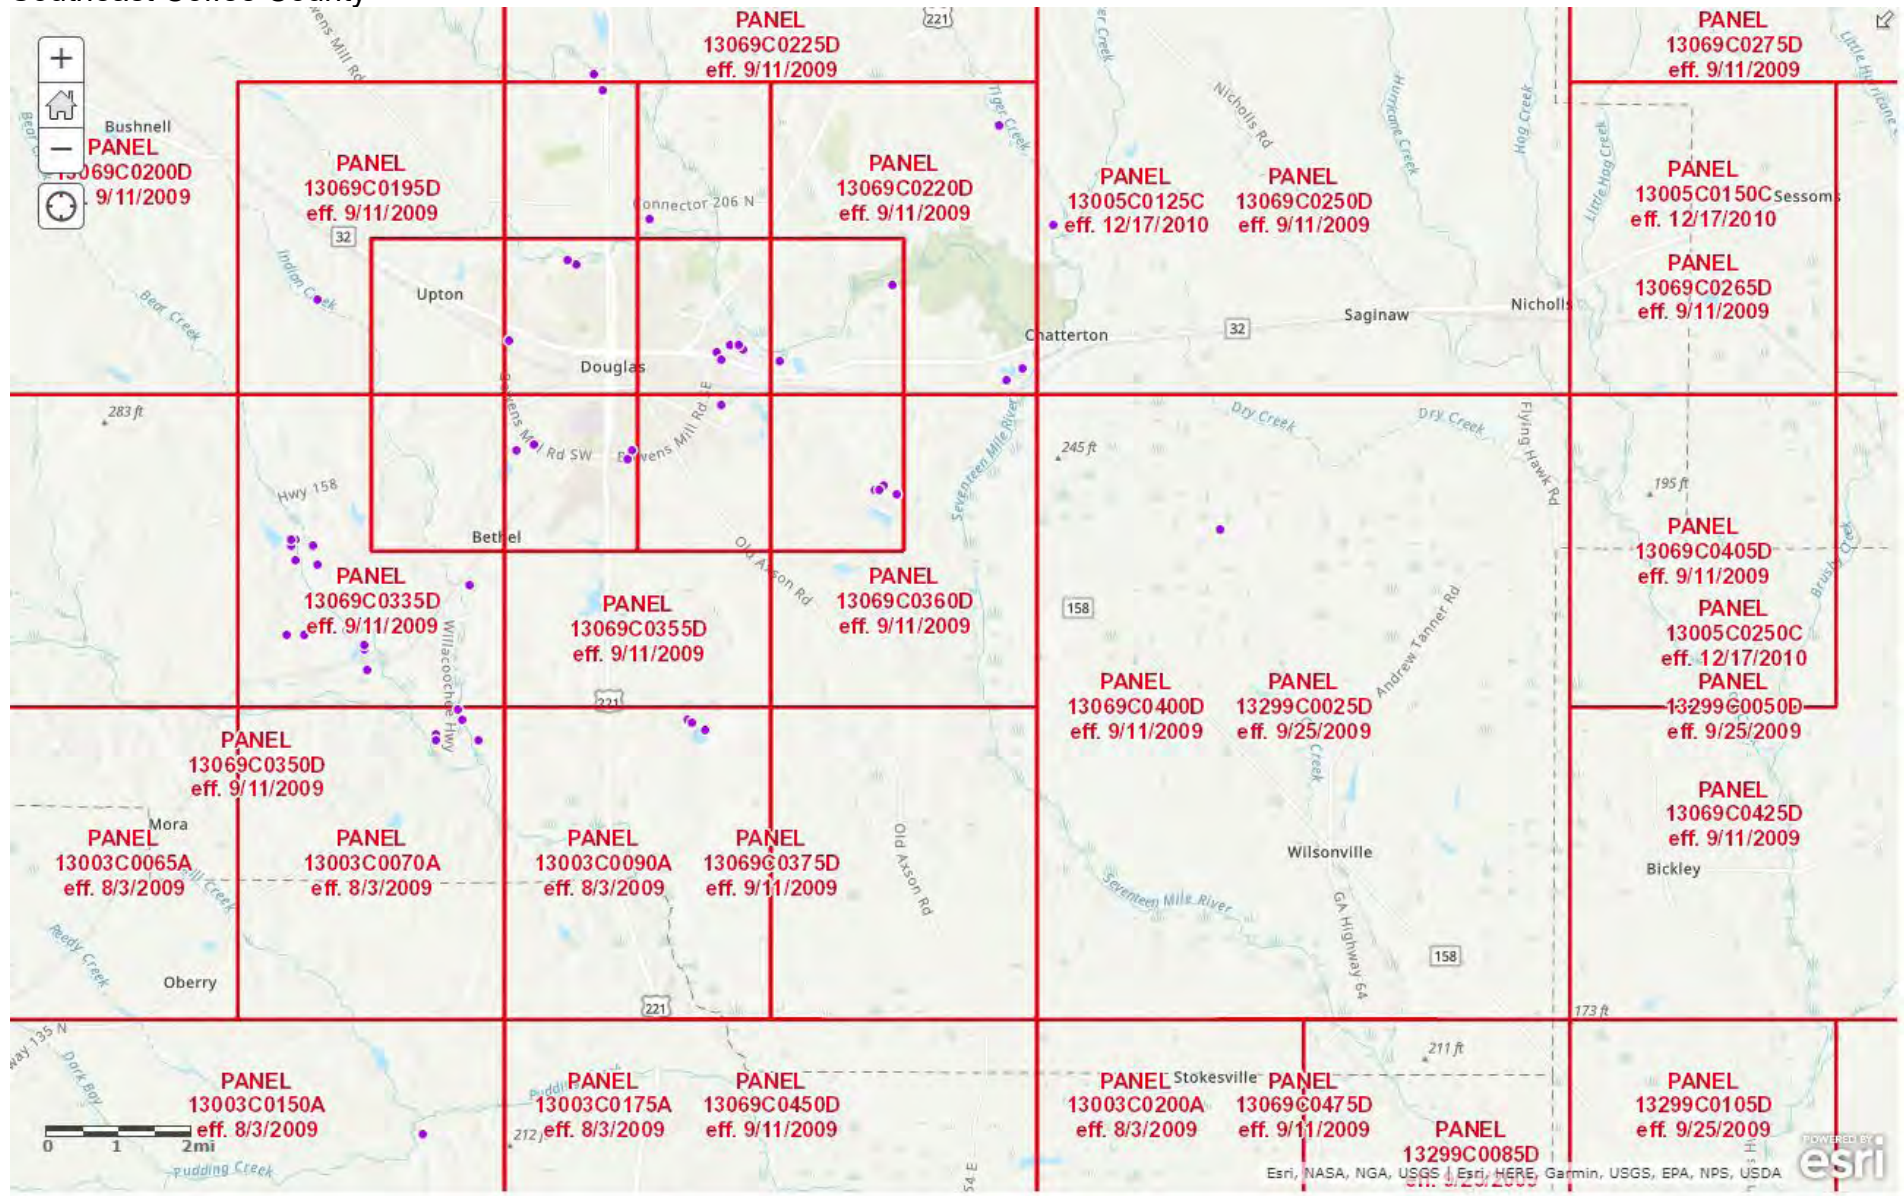 PANEL
13069C0225D
eff. 9/11/2009
221
PANEL
13069C0275D
eff. 9/11/2009
Nicholls Rd
Tiger Creek
Hurricane Creek
Hog Creek
Little Hog Creek
+
−
Bushnell
PANEL
9/11/2009
PANEL
13069C0195D
eff. 9/11/2009
32
Connector 206 N
PANEL
13069C0220D
eff. 9/11/2009
PANEL
13005C0125C
eff. 12/17/2010
PANEL
13069C0250D
eff. 9/11/2009
PANEL
13005C0150C
eff. 12/17/2010
Sessoms
PANEL
13069C0265D
eff. 9/11/2009
Indian Creek
Bear Creek
Upton
Douglas
Chatterton
32
Saginaw
Nicholls
283 ft
Bowens Mill Rd SW
Bowens Mill Rd SE
Seventeen Mile River
Dry Creek
Dry Creek
Flying Hawk Rd
245 ft
195 ft
Hwy 158
Bethel
Old Axson Rd
PANEL
13069C0335D
eff. 9/11/2009
Willacoochee Hwy
PANEL
13069C0355D
eff. 9/11/2009
PANEL
13069C0360D
eff. 9/11/2009
158
Andrew Tanner Rd
PANEL
13069C0405D
eff. 9/11/2009
PANEL
13005C0250C
eff. 12/17/2010
PANEL
13299C0050D
eff. 9/25/2009
221
PANEL
13069C0400D
eff. 9/11/2009
PANEL
13299C0025D
eff. 9/25/2009
Creek
PANEL
13069C0350D
eff. 9/11/2009
PANEL
13069C0425D
eff. 9/11/2009
Mora
PANEL
13003C0065A
eff. 8/3/2009
PANEL
13003C0070A
eff. 8/3/2009
PANEL
13003C0090A
eff. 8/3/2009
PANEL
13069C0375D
eff. 9/11/2009
Old Axson Rd
Wilsonville
Bickley
Seventeen Mile River
GA Highway 64
158
Reedy Creek
Oberry
221
173 ft
Dark Bay
211 ft
PANEL
13003C0150A
eff. 8/3/2009
PANEL
13003C0175A
eff. 8/3/2009
PANEL
13069C0450D
eff. 9/11/2009
PANEL
13003C0200A
eff. 8/3/2009
Stokesville
PANEL
13069C0475D
eff. 9/11/2009
PANEL
13299C0085D
PANEL
13299C0105D
eff. 9/25/2009
0 1 2mi
Pudding Creek
54 E
POWERED BY
esri
Esri, NASA, NGA, USGS | Esri, HERE, Garmin, USGS, EPA, NPS, USDA